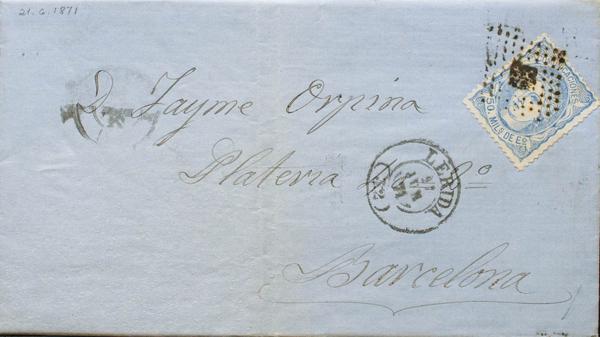 21. 6. 1871
50 MILS. DE ES
D. Jayme Orpina
Plateria
LERIDA
Barcelona